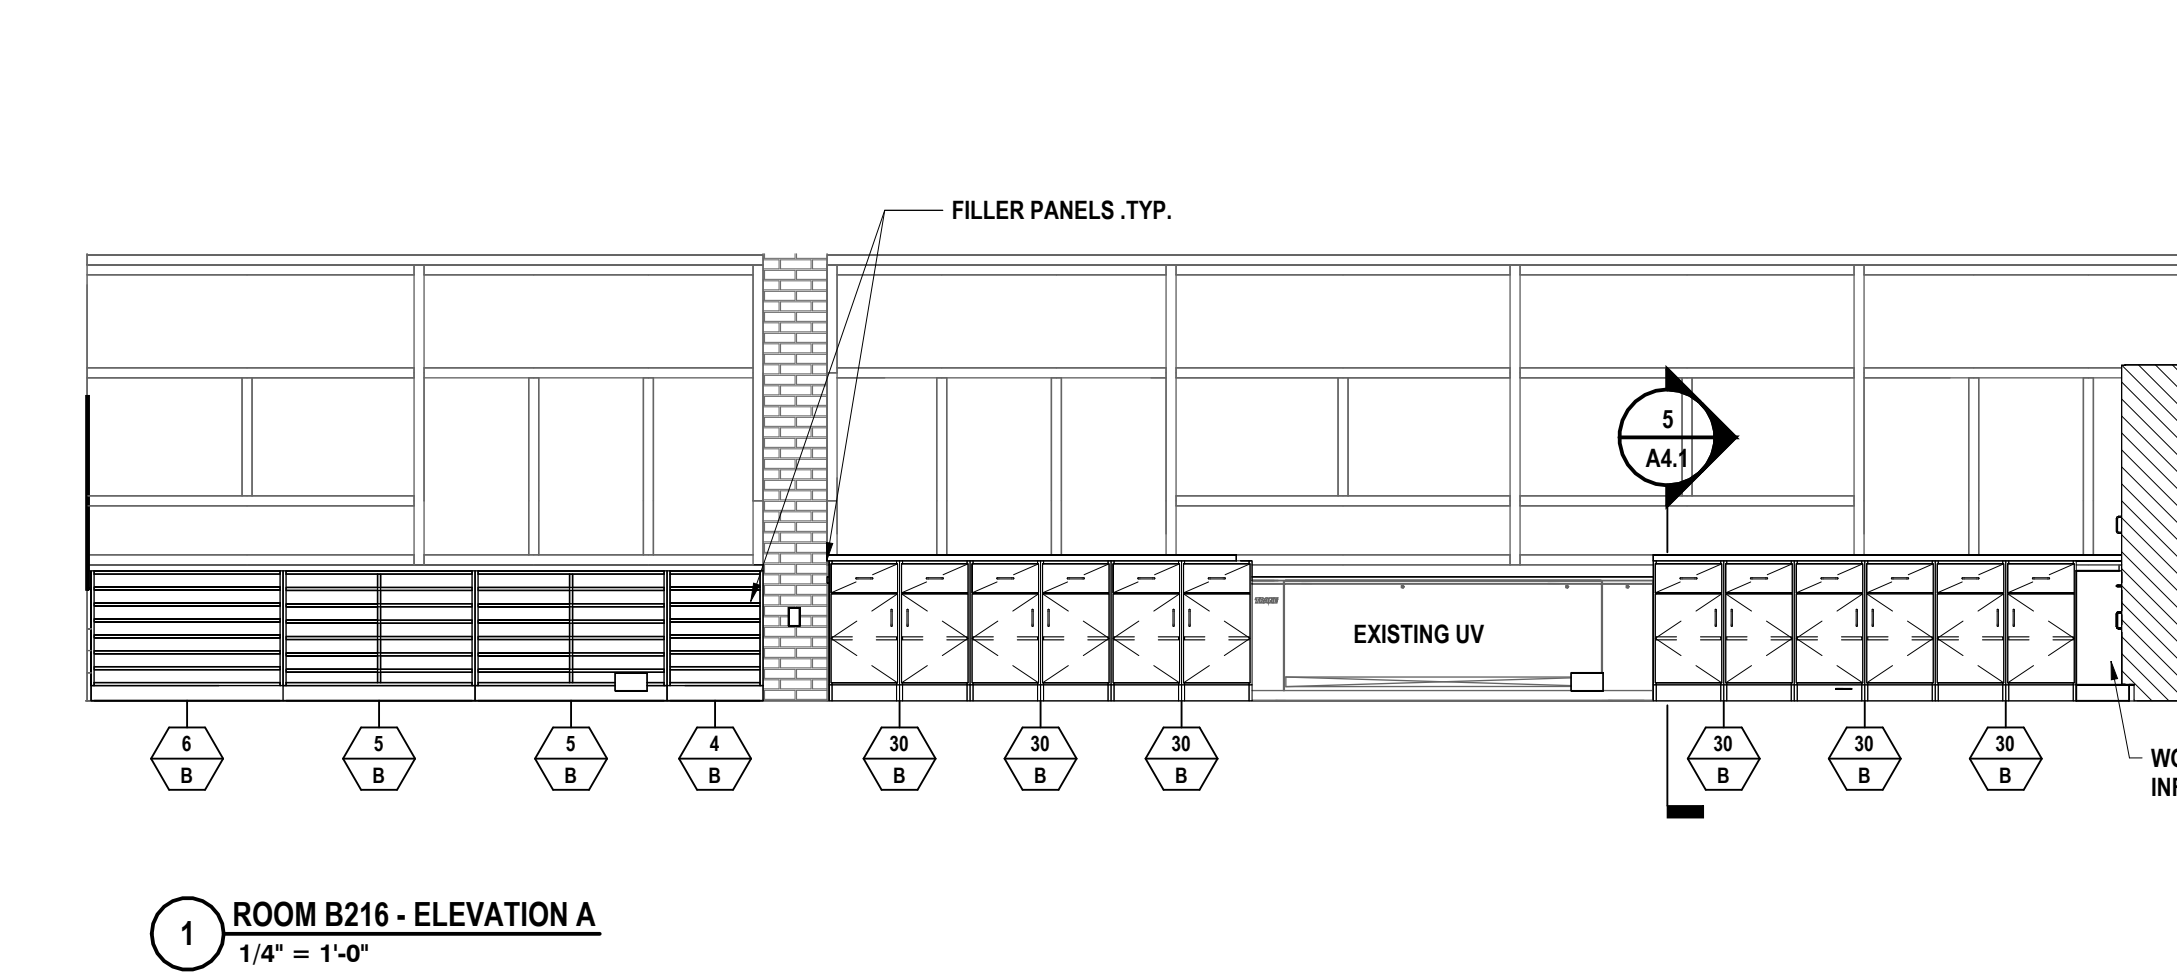 FILLER PANELS .TYP.
5
A4.1
EXISTING UV
6
B
5
B
5
B
4
B
30
B
30
B
30
B
30
B
30
B
30
B
1
ROOM B216 - ELEVATION A
1/4" = 1'-0"